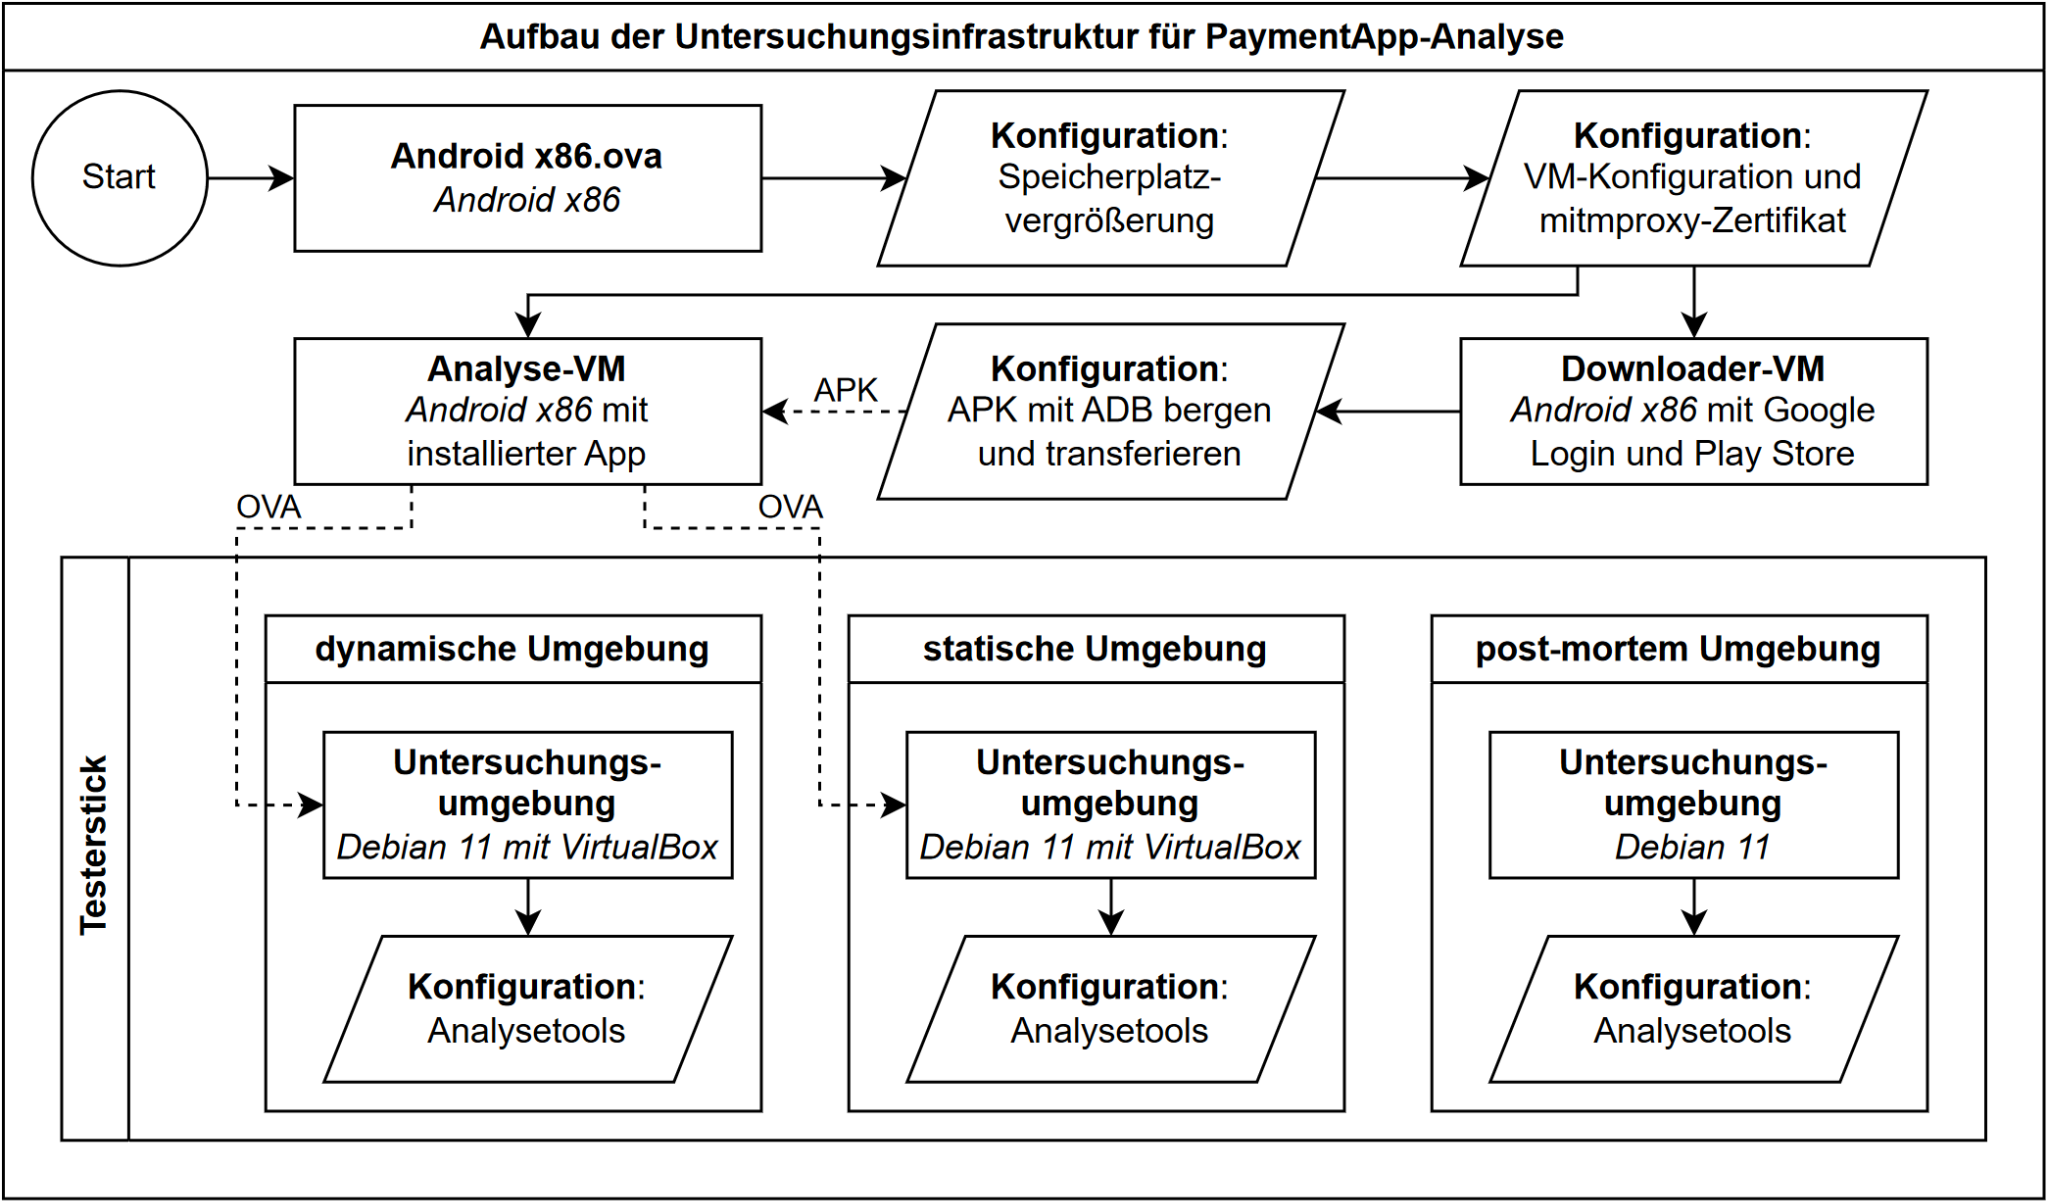 Aufbau der Untersuchungsinfrastruktur für PaymentApp-Analyse
Start
Android x86.ova
Android x86
Konfiguration:
Speicherplatz-
vergrößerung
Konfiguration:
VM-Konfiguration und
mitmproxy-Zertifikat
Analyse-VM
Android x86 mit
installierter App
APK
Konfiguration:
APK mit ADB bergen
und transferieren
Downloader-VM
Android x86 mit Google
Login und Play Store
OVA
OVA
Testerstick
dynamische Umgebung
Untersuchungs-
umgebung
Debian 11 mit VirtualBox
Konfiguration:
Analysetools
statische Umgebung
Untersuchungs-
umgebung
Debian 11 mit VirtualBox
Konfiguration:
Analysetools
post-mortem Umgebung
Untersuchungs-
umgebung
Debian 11
Konfiguration:
Analysetools